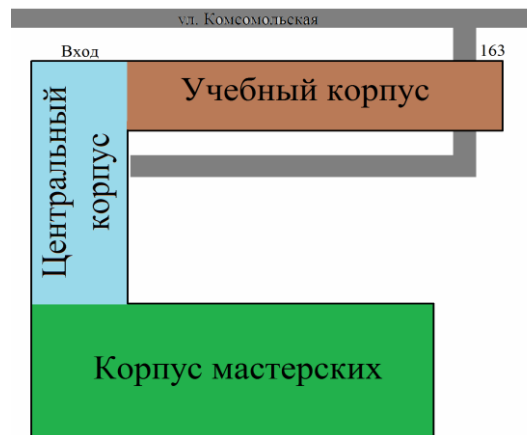 ул. Комсомольская
Вход
163
Учебный корпус
Центральный
корпус
Корпус мастерских